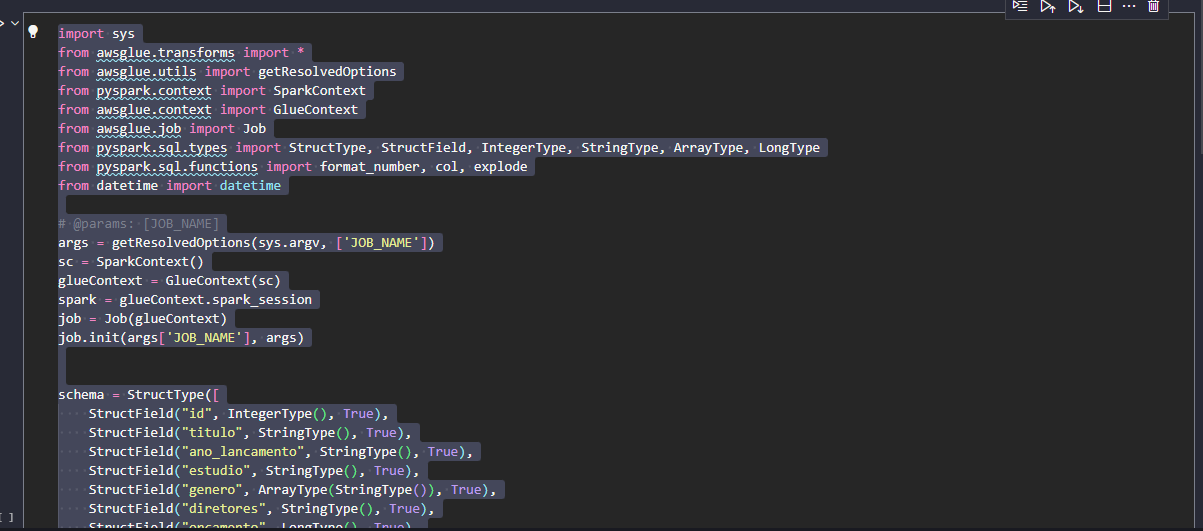 import sys
from awsglue.transforms import *
from awsglue.utils import getResolvedOptions
from pyspark.context import SparkContext
from awsglue.context import GlueContext
from awsglue.job import Job
from pyspark.sql.types import StructType, StructField, IntegerType, StringType, ArrayType, LongType
from pyspark.sql.functions import format_number, col, explode
from datetime import datetime
# @params: [JOB_NAME]
args = getResolvedOptions(sys.argv, ['JOB_NAME'])
sc = SparkContext()
glueContext = GlueContext(sc)
spark = glueContext.spark_session
job = Job(glueContext)
job.init(args['JOB_NAME'], args)
schema = StructType([
    StructField("id", IntegerType(), True),
    StructField("titulo", StringType(), True),
    StructField("ano_lancamento", StringType(), True),
    StructField("estudio", StringType(), True),
    StructField("genero", ArrayType(StringType()), True),
    StructField("diretores", StringType(), True),
    StructField("orcamento", LongType(), True)
[ ]